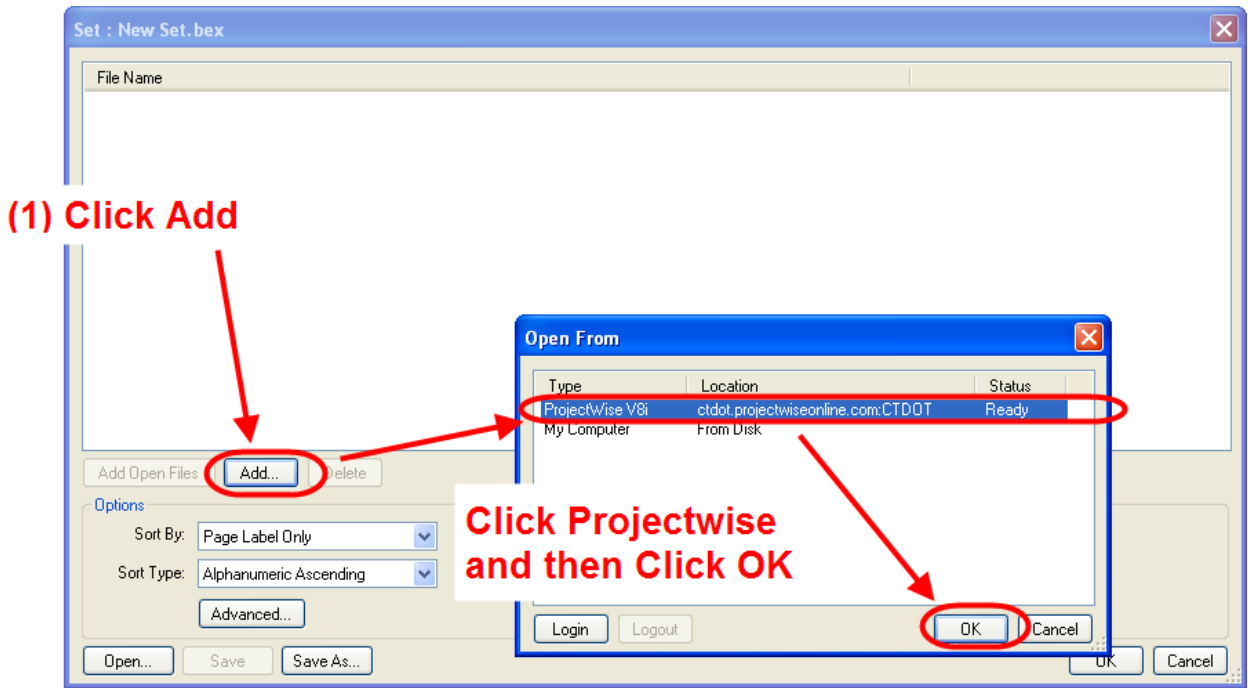 Set : New Set.bex
File Name
(1) Click Add
Open From
Type Location Status
ProjectWise V8i ctdot.projectwiseonline.com:CTDOT Ready
My Computer From Disk
Add Open Files Add... Delete
Options
Sort By: Page Label Only
Sort Type: Alphanumeric Ascending
Advanced...
Click Projectwise
and then Click OK
Login Logout OK Cancel
Open... Save Save As... OK Cancel